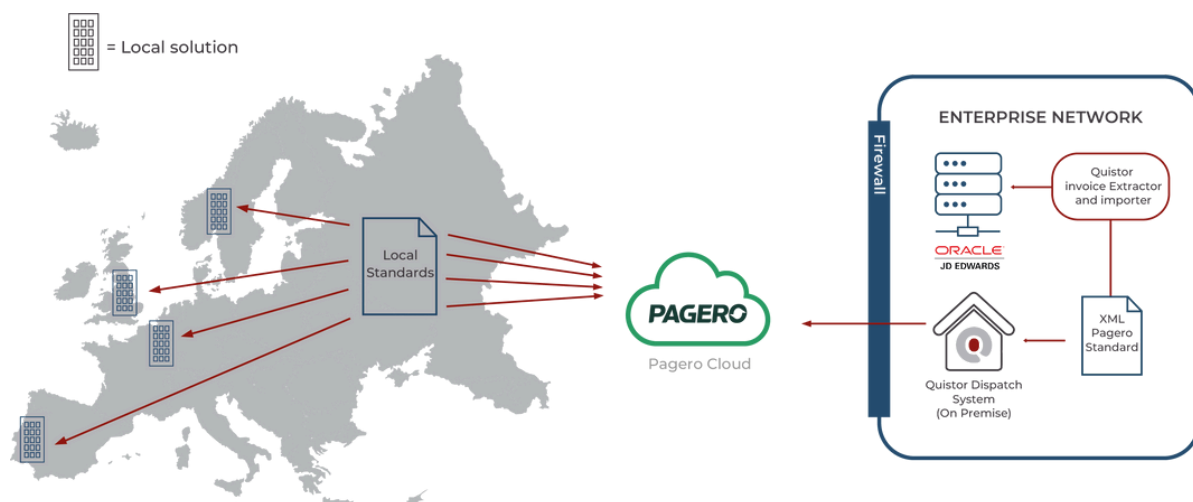 = Local solution
Local
Standards
PAGERO
Pagero Cloud
Firewall
ENTERPRISE NETWORK
Quistor
invoice Extractor
and importer
ORACLE
JD EDWARDS
XML
Pagero
Standard
Quistor Dispatch
System
(On Premise)